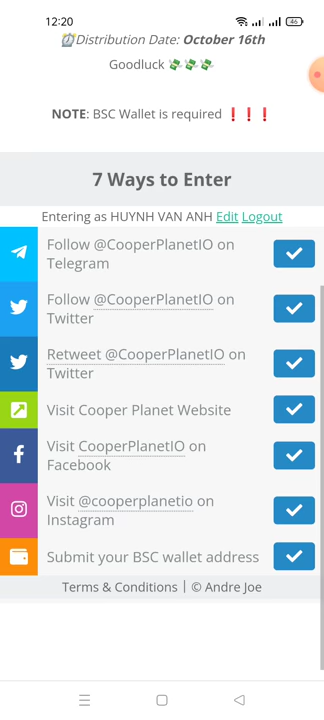 12:20
46
⏰Distribution Date: October 16th
Goodluck 💸💸💸
NOTE: BSC Wallet is required ❗❗❗
7 Ways to Enter
Entering as HUYNH VAN ANH Edit Logout
Follow @CooperPlanetIO on
Telegram
Follow @CooperPlanetIO on
Twitter
Retweet @CooperPlanetIO on
Twitter
Visit Cooper Planet Website
Visit CooperPlanetIO on
Facebook
Visit @cooperplanetio on
Instagram
Submit your BSC wallet address
Terms & Conditions | © Andre Joe